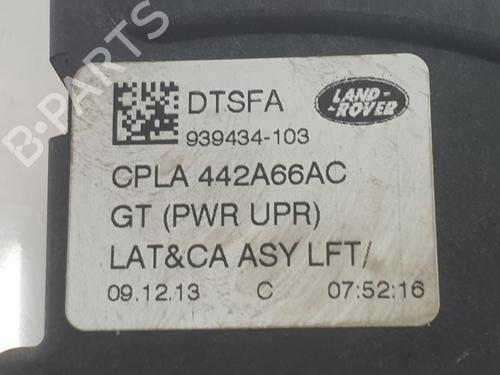 DTSFA
LAND-
-ROVER
939434-103
CPLA 442A66AC
GT (PWR UPR)
LAT&CA ASY LFT/
09.12.13 C 07:52:16
B-PARTS